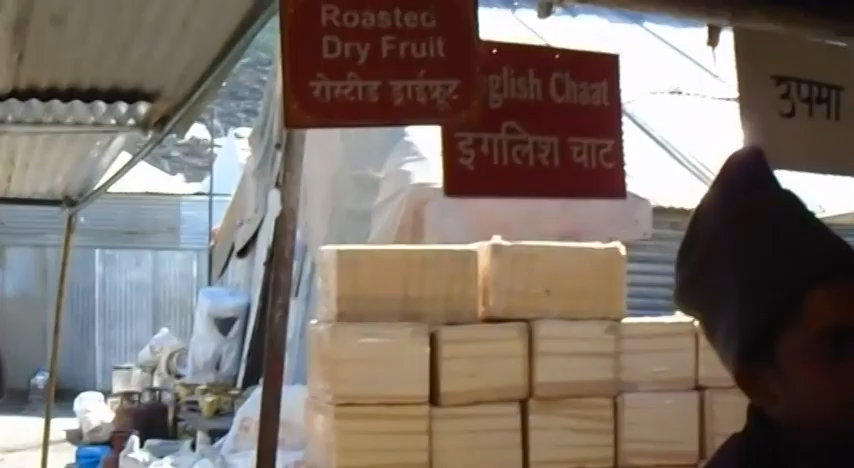 Roasted
Dry Fruit
रोस्टीड ड्राईफ्रूट
glish Chaat
इगलिश चाट
उपमा